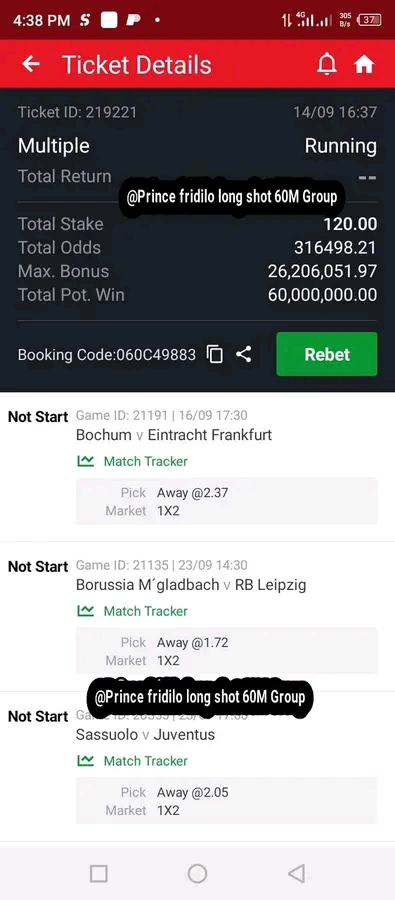 4:38 PM S P •
4G 305 B/s 37
Ticket Details
Ticket ID: 219221 14/09 16:37
Multiple Running
Total Return --
@Prince fridilo long shot 60M Group
Total Stake 120.00
Total Odds 316498.21
Max. Bonus 26,206,051.97
Total Pot. Win 60,000,000.00
Booking Code:060C49883 Rebet
Not Start Game ID: 21191 | 16/09 17:30
Bochum v Eintracht Frankfurt
Match Tracker
Pick Away @2.37
Market 1X2
Not Start Game ID: 21135 | 23/09 14:30
Borussia M´gladbach v RB Leipzig
Match Tracker
Pick Away @1.72
Market 1X2
@Prince fridilo long shot 60M Group
Not Start
Sassuolo v Juventus
Match Tracker
Pick Away @2.05
Market 1X2